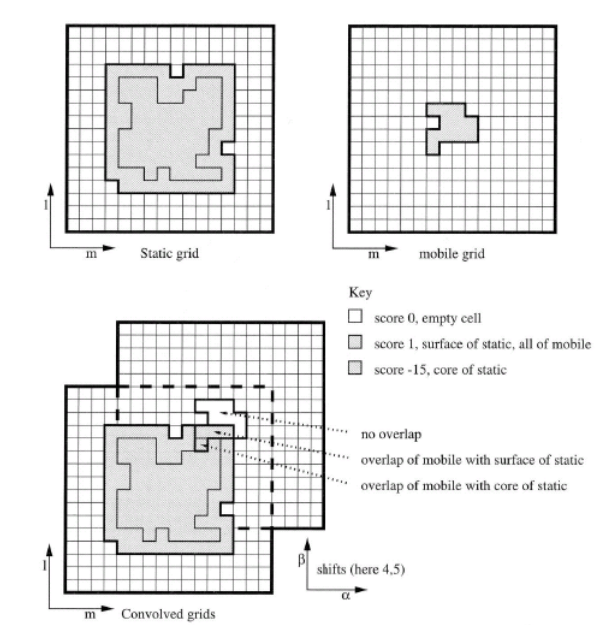 l
m
Static grid
l
m
mobile grid
Key
score 0, empty cell
score 1, surface of static, all of mobile
score -15, core of static
no overlap
overlap of mobile with surface of static
overlap of mobile with core of static
l
m
Convolved grids
β
shifts (here 4,5)
α